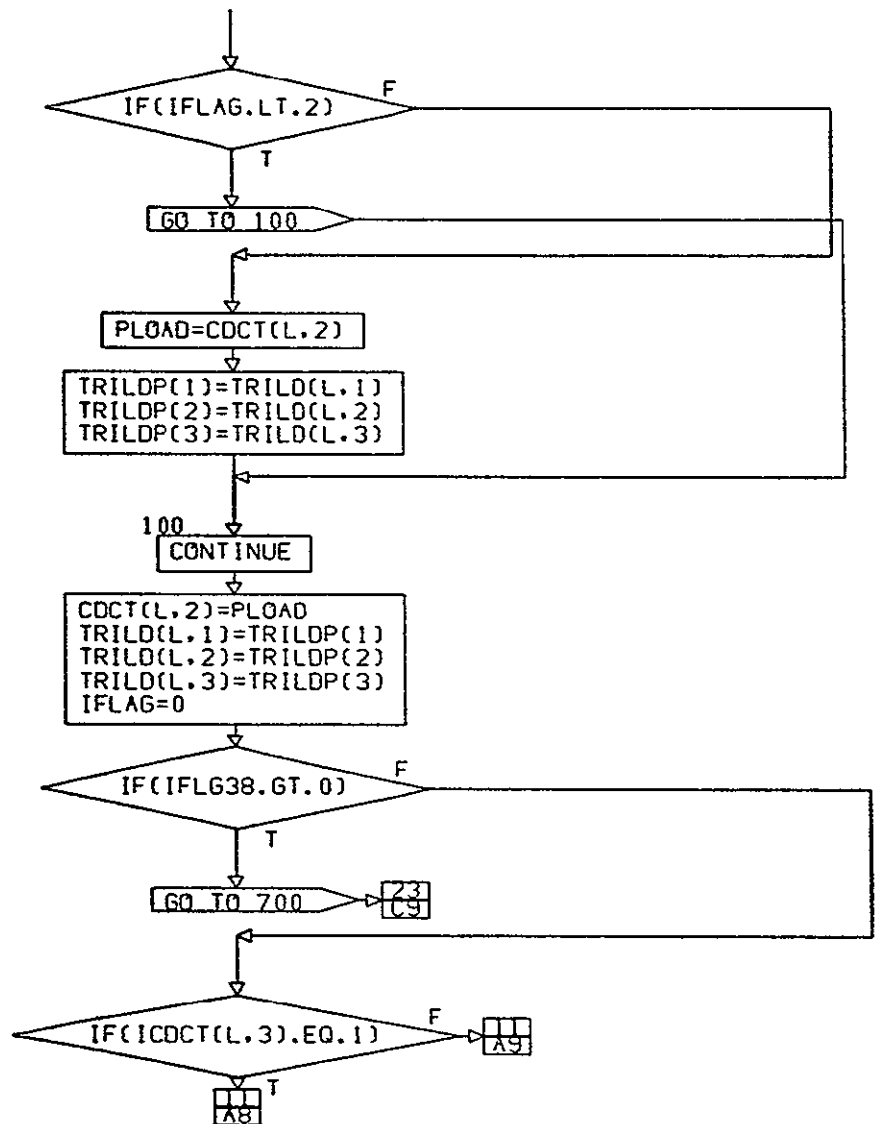 IF(IFLAG.LT.2)
F
T
GO TO 100
PLOAD=CDCT(L,2)
TRILDP(1)=TRILD(L,1)
TRILDP(2)=TRILD(L,2)
TRILDP(3)=TRILD(L,3)
100
CONTINUE
CDCT(L,2)=PLOAD
TRILD(L,1)=TRILDP(1)
TRILD(L,2)=TRILDP(2)
TRILD(L,3)=TRILDP(3)
IFLAG=0
IF(IFLG38.GT.0)
F
T
GO TO 700
23
C9
IF(ICDCT(L,3).EQ.1)
F
11
A9
T
11
A8